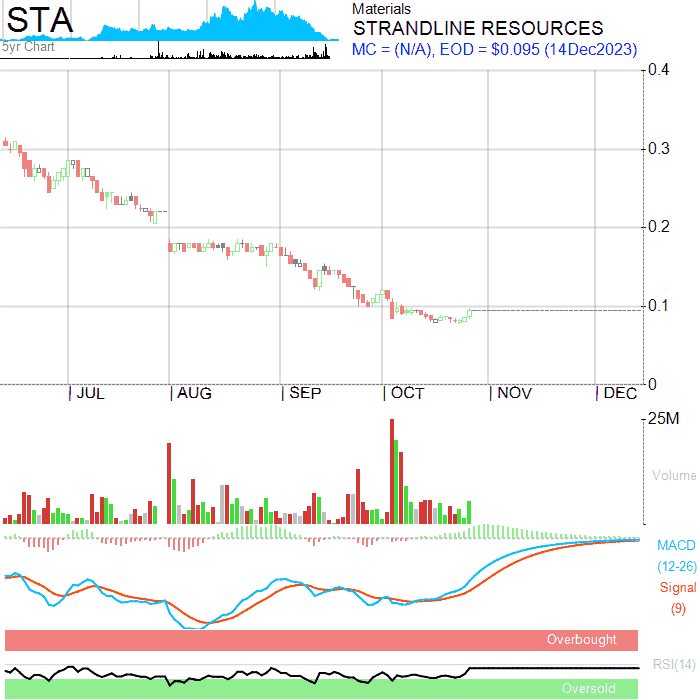 STA
5yr Chart
Materials
STRANDLINE RESOURCES
MC = (N/A), EOD = $0.095 (14Dec2023)
0.4
0.3
0.2
0.1
0
JUL AUG SEP OCT NOV DEC
25M
Volume
MACD
(12-26)
Signal
(9)
Overbought
RSI(14)
Oversold